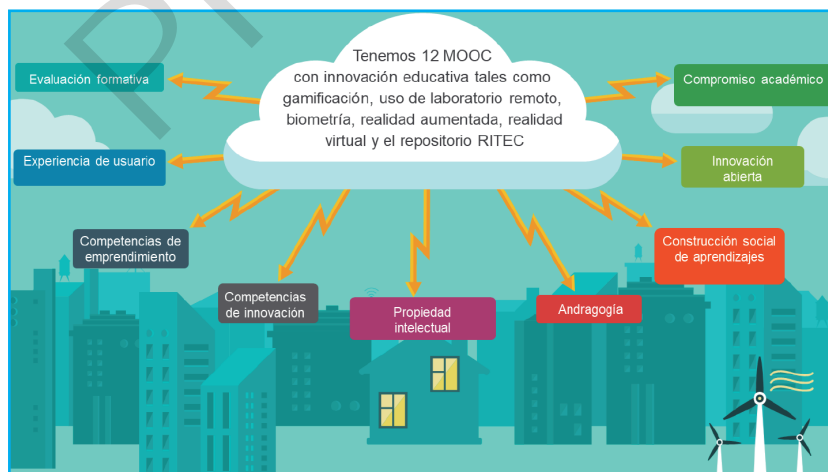 Tenemos 12 MOOC
con innovación educativa tales como
gamificación, uso de laboratorio remoto,
biometría, realidad aumentada, realidad
virtual y el repositorio RITEC
Evaluación formativa
Compromiso académico
Experiencia de usuario
Innovación
abierta
Competencias de
emprendimiento
Construcción social
de aprendizajes
Competencias
de innovación
Propiedad
intelectual
Andragogía